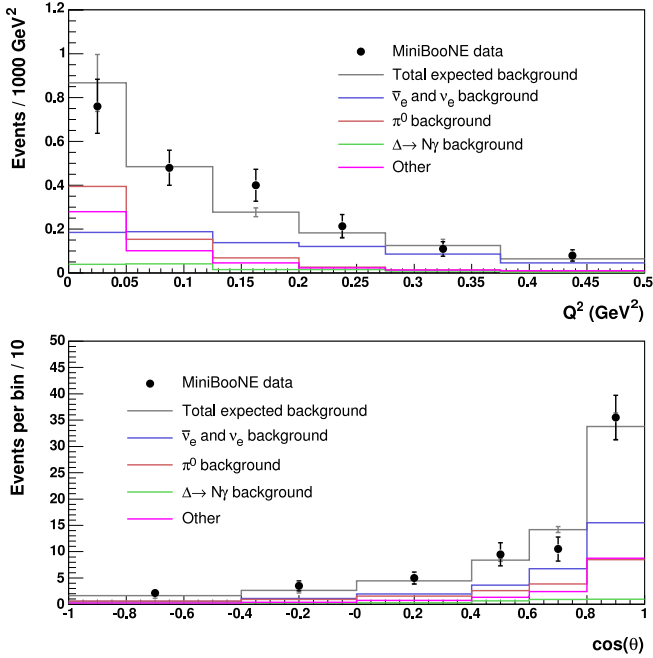 Events / 1000 GeV²
1.2
1
0.8
0.6
0.4
0.2
0
MiniBooNE data
Total expected background
ν̅ₑ and νₑ background
π⁰ background
Δ→ Nγ background
Other
0 0.05 0.1 0.15 0.2 0.25 0.3 0.35 0.4 0.45 0.5
Q² (GeV²)
Events per bin / 10
50
45
40
35
30
25
20
15
10
5
0
MiniBooNE data
Total expected background
ν̅ₑ and νₑ background
π⁰ background
Δ→ Nγ background
Other
-1 -0.8 -0.6 -0.4 -0.2 -0 0.2 0.4 0.6 0.8 1
cos(θ)